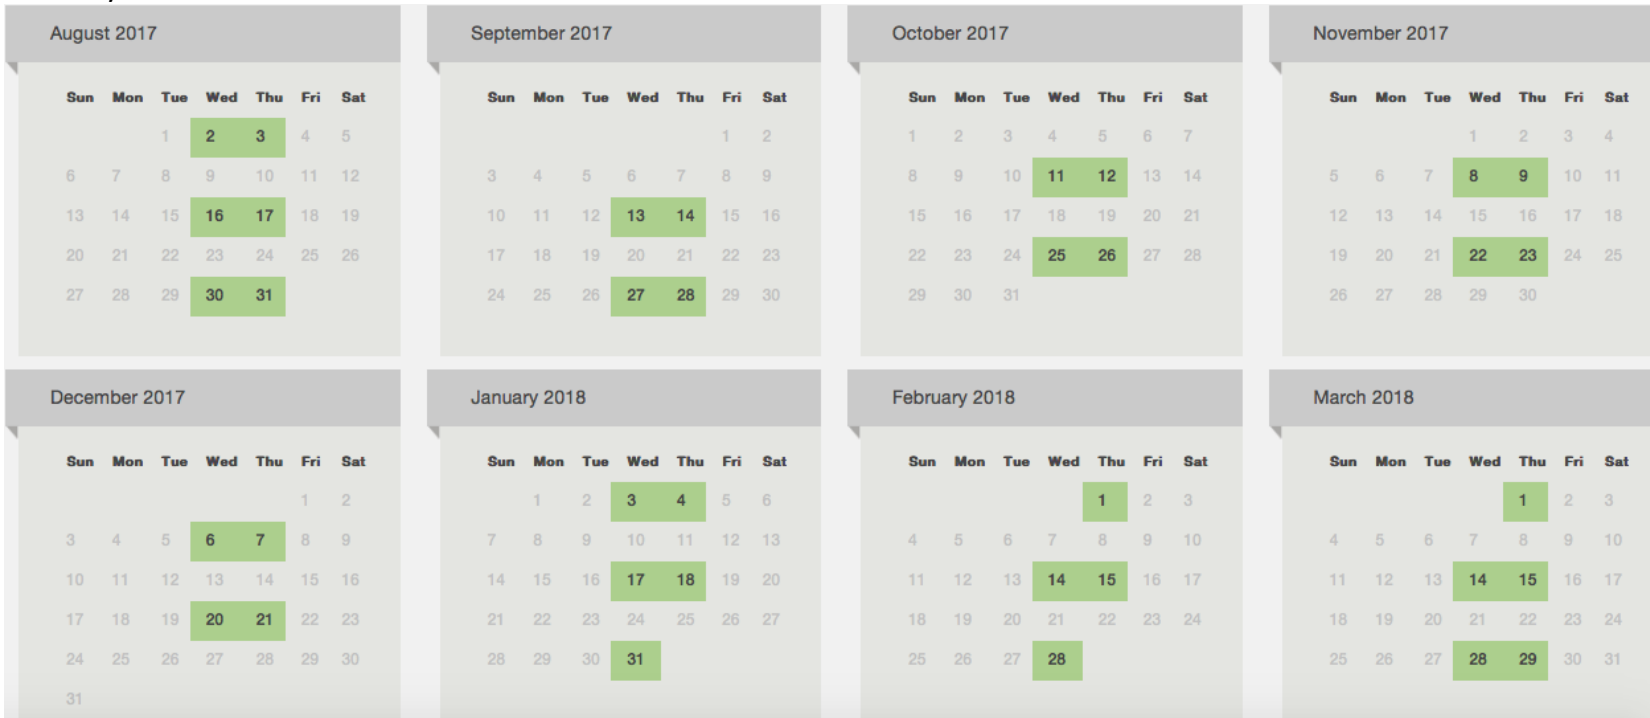 August 2017
Sun Mon Tue Wed Thu Fri Sat
1 2 3 4 5
6 7 8 9 10 11 12
13 14 15 16 17 18 19
20 21 22 23 24 25 26
27 28 29 30 31
September 2017
Sun Mon Tue Wed Thu Fri Sat
1 2
3 4 5 6 7 8 9
10 11 12 13 14 15 16
17 18 19 20 21 22 23
24 25 26 27 28 29 30
October 2017
Sun Mon Tue Wed Thu Fri Sat
1 2 3 4 5 6 7
8 9 10 11 12 13 14
15 16 17 18 19 20 21
22 23 24 25 26 27 28
29 30 31
November 2017
Sun Mon Tue Wed Thu Fri Sat
1 2 3 4
5 6 7 8 9 10 11
12 13 14 15 16 17 18
19 20 21 22 23 24 25
26 27 28 29 30
December 2017
Sun Mon Tue Wed Thu Fri Sat
1 2
3 4 5 6 7 8 9
10 11 12 13 14 15 16
17 18 19 20 21 22 23
24 25 26 27 28 29 30
31
January 2018
Sun Mon Tue Wed Thu Fri Sat
1 2 3 4 5 6
7 8 9 10 11 12 13
14 15 16 17 18 19 20
21 22 23 24 25 26 27
28 29 30 31
February 2018
Sun Mon Tue Wed Thu Fri Sat
1 2 3
4 5 6 7 8 9 10
11 12 13 14 15 16 17
18 19 20 21 22 23 24
25 26 27 28
March 2018
Sun Mon Tue Wed Thu Fri Sat
1 2 3
4 5 6 7 8 9 10
11 12 13 14 15 16 17
18 19 20 21 22 23 24
25 26 27 28 29 30 31